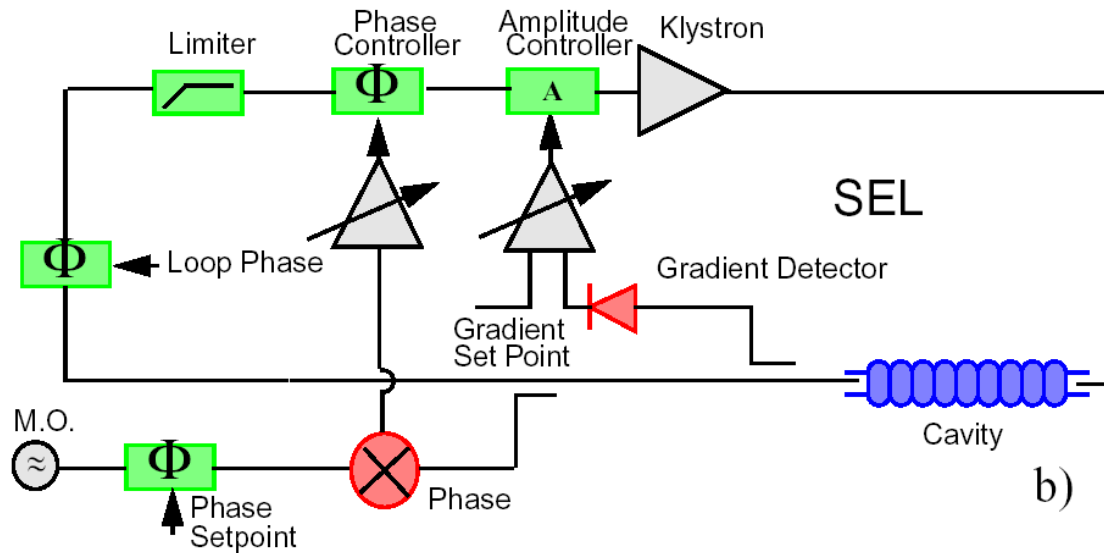 Limiter
Phase
Controller
Amplitude
Controller
Klystron
Φ
A
SEL
Φ
Loop Phase
Gradient Detector
Gradient
Set Point
M.O.
≈
Φ
Phase
Setpoint
Phase
Cavity
b)